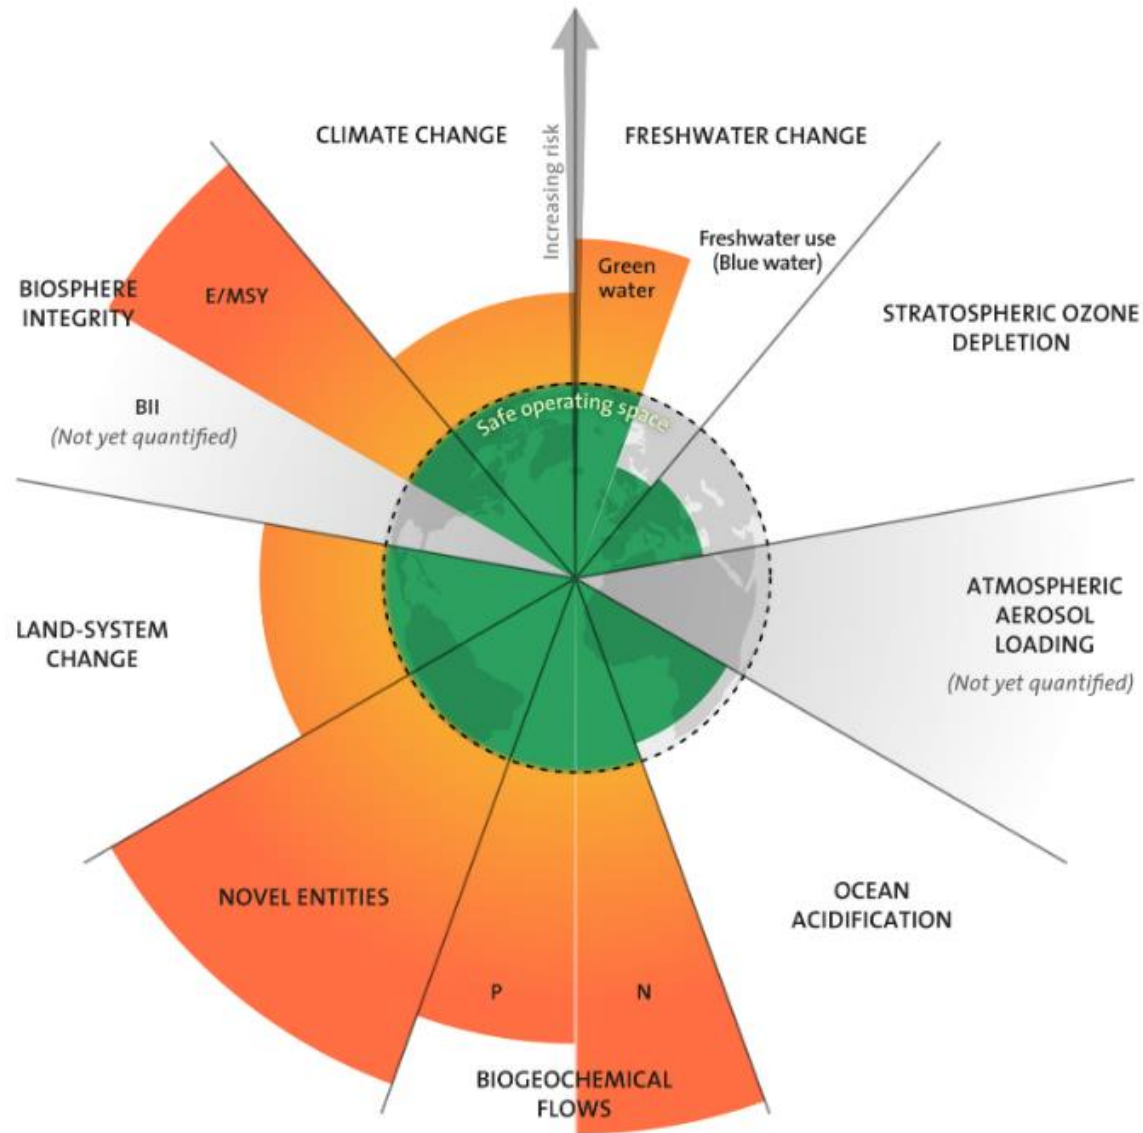 CLIMATE CHANGE
Increasing risk
FRESHWATER CHANGE
Freshwater use
(Blue water)
Green
water
BIOSPHERE
INTEGRITY
E/MSY
STRATOSPHERIC OZONE
DEPLETION
BII
(Not yet quantified)
Safe operating space
LAND-SYSTEM
CHANGE
ATMOSPHERIC
AEROSOL
LOADING
(Not yet quantified)
NOVEL ENTITIES
OCEAN
ACIDIFICATION
P
N
BIOGEOCHEMICAL
FLOWS